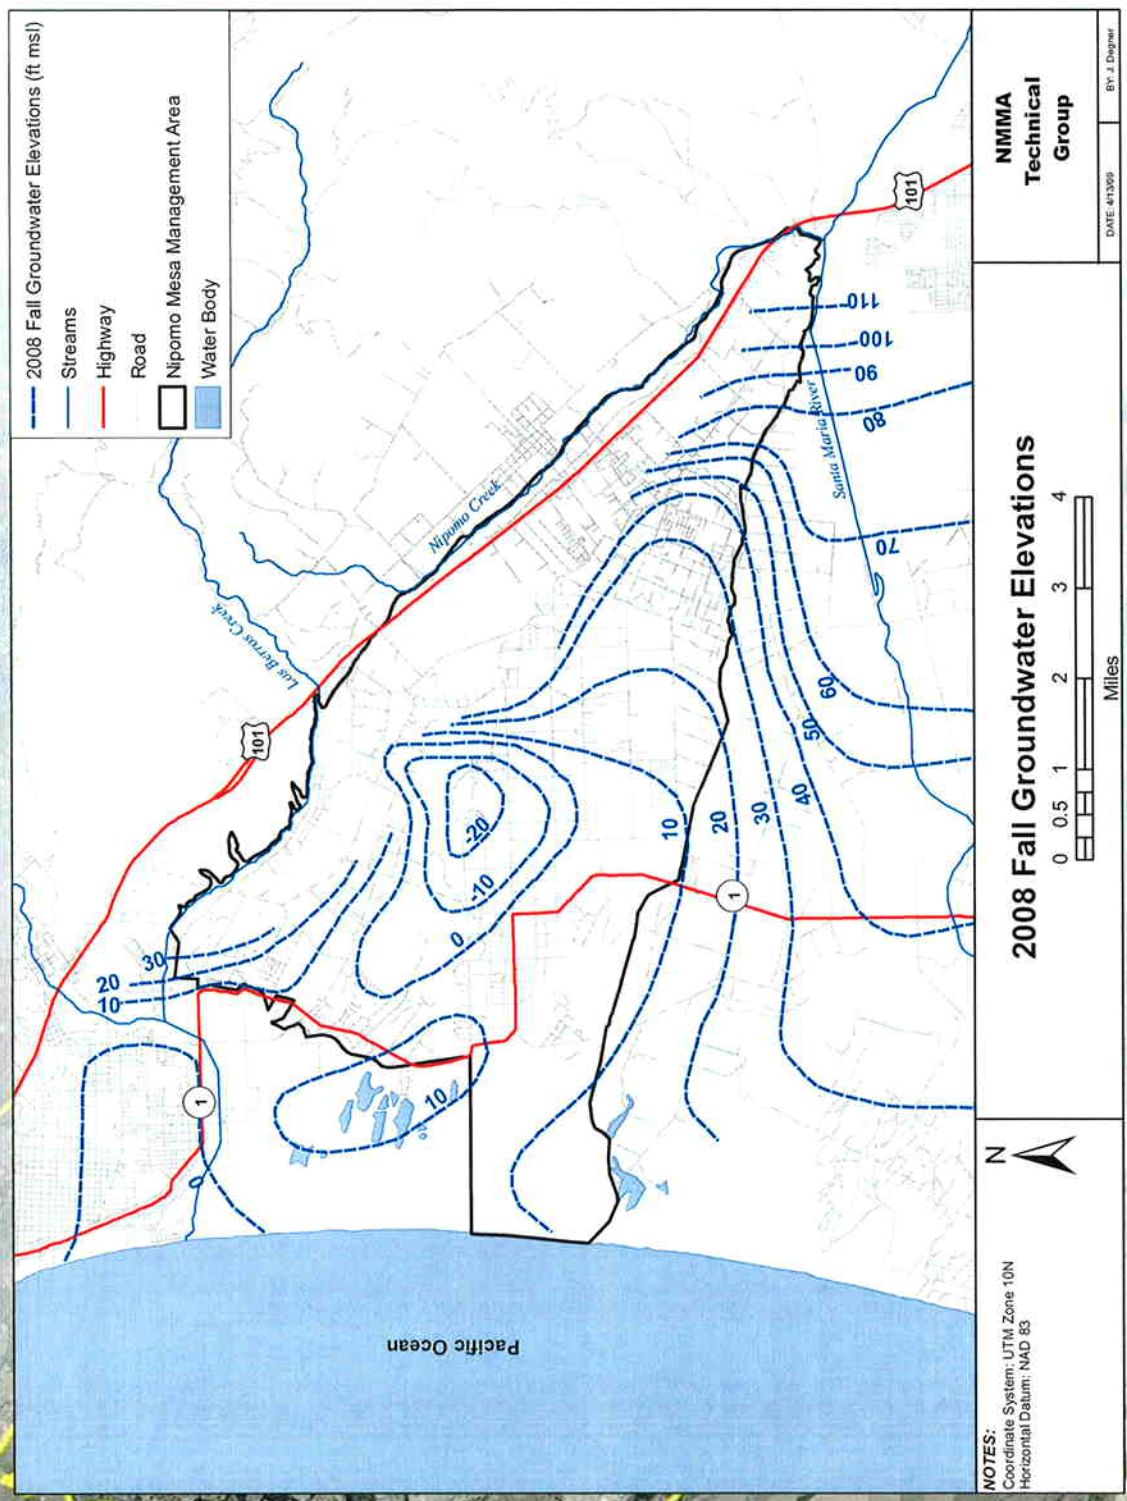 2008 Fall Groundwater Elevations (ft msl)
Streams
Highway
Road
Nipomo Mesa Management Area
Water Body
Los Berros Creek
Nipomo Creek
Santa Maria River
Pacific Ocean
101
101
1
1
30
20
10
0
10
0
-10
-20
10
20
30
40
50
60
70
80
90
100
110
NOTES:
Coordinate System: UTM Zone 10N
Horizontal Datum: NAD 83
N
2008 Fall Groundwater Elevations
0 0.5 1 2 3 4
Miles
NMMA
Technical
Group
DATE: 4/13/09
BY: J. Degner